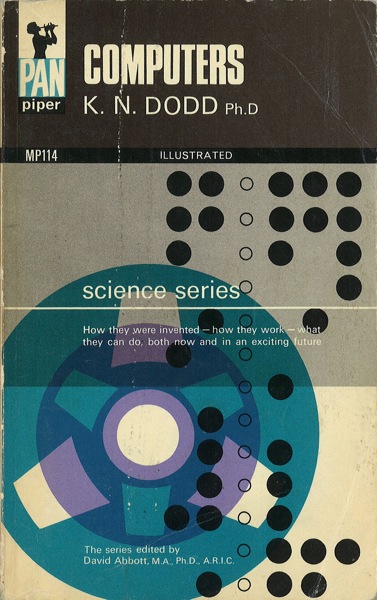 PAN
piper
COMPUTERS
K. N. DODD Ph.D
MP114
ILLUSTRATED
science series
How they were invented – how they work – what
they can do, both now and in an exciting future
The series edited by
David Abbott, M.A., Ph.D., A.R.I.C.